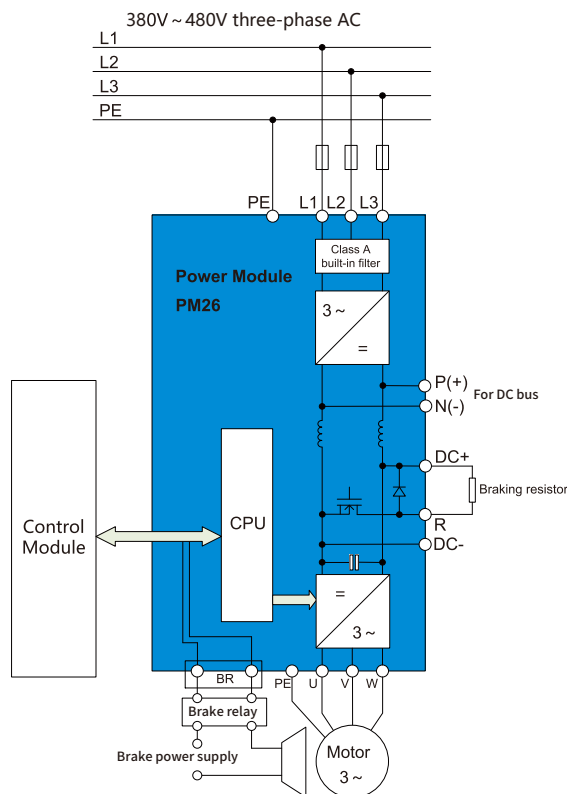 380V ~ 480V three-phase AC
L1
L2
L3
PE
PE
L1
L2
L3
Class A
built-in filter
Power Module
PM26
3 ~
=
P(+)
For DC bus
N(-)
DC+
Braking resistor
R
DC-
CPU
Control
Module
=
3 ~
BR
PE
U
V
W
Brake relay
Brake power supply
Motor
3 ~